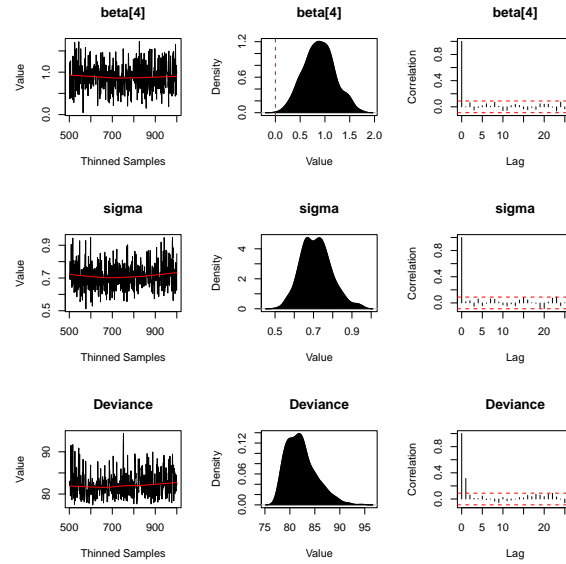 beta[4]
beta[4]
beta[4]
Value
0.0 1.0
500 700 900
Thinned Samples
Density
0.0 0.4 0.8 1.2
0.0 0.5 1.0 1.5 2.0
Value
Correlation
0.0 0.4 0.8
0 5 10 15 20
Lag
sigma
sigma
sigma
Value
0.5 0.7 0.9
500 700 900
Thinned Samples
Density
0 2 4
0.5 0.7 0.9
Value
Correlation
0.0 0.4 0.8
0 5 10 15 20
Lag
Deviance
Deviance
Deviance
Value
80 90
500 700 900
Thinned Samples
Density
0.00 0.06 0.12
75 80 85 90 95
Value
Correlation
0.0 0.4 0.8
0 5 10 15 20
Lag